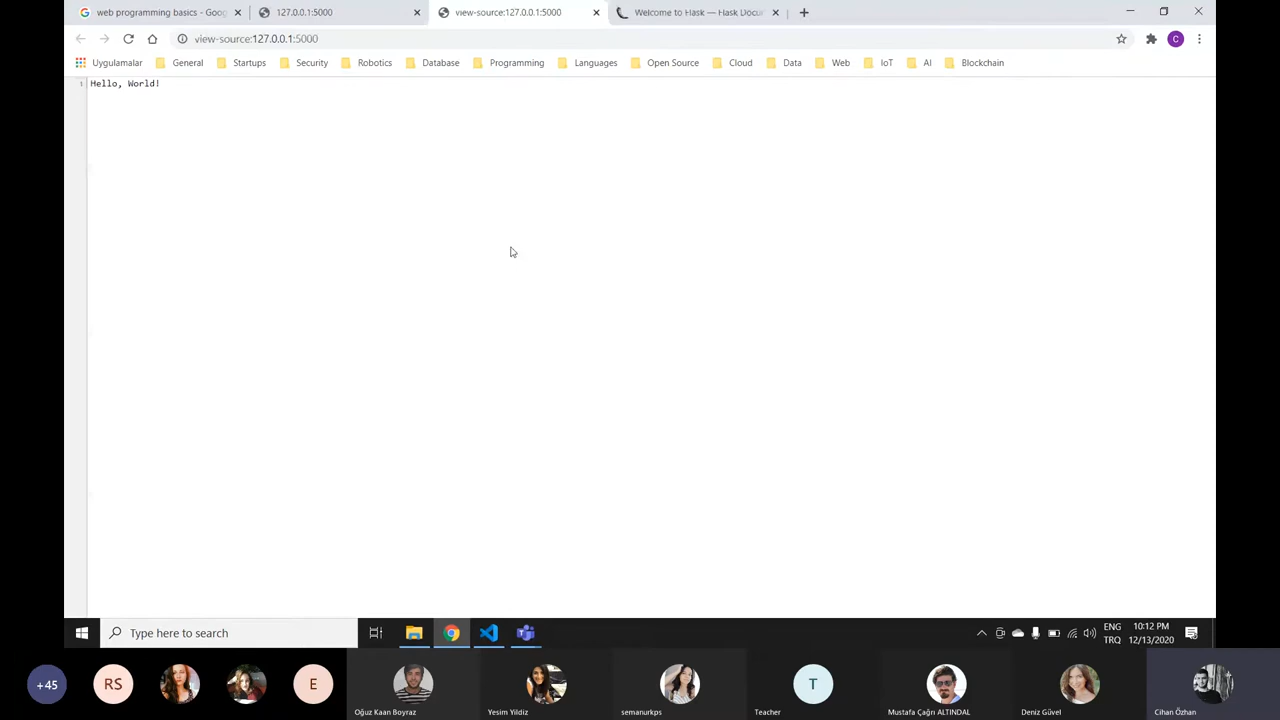 web programming basics - Goog
127.0.0.1:5000
view-source:127.0.0.1:5000
Welcome to Flask — Flask Docum
view-source:127.0.0.1:5000
C
Uygulamalar General Startups Security Robotics Database Programming Languages Open Source Cloud Data Web IoT AI Blockchain
1 Hello, World!
Type here to search
ENG
TRQ
10:12 PM
12/13/2020
+45 RS E T
Oğuz Kaan Boyraz Yesim Yildiz semanurkps Teacher Mustafa Çağrı ALTINDAL Deniz Güvel Cihan Özhan